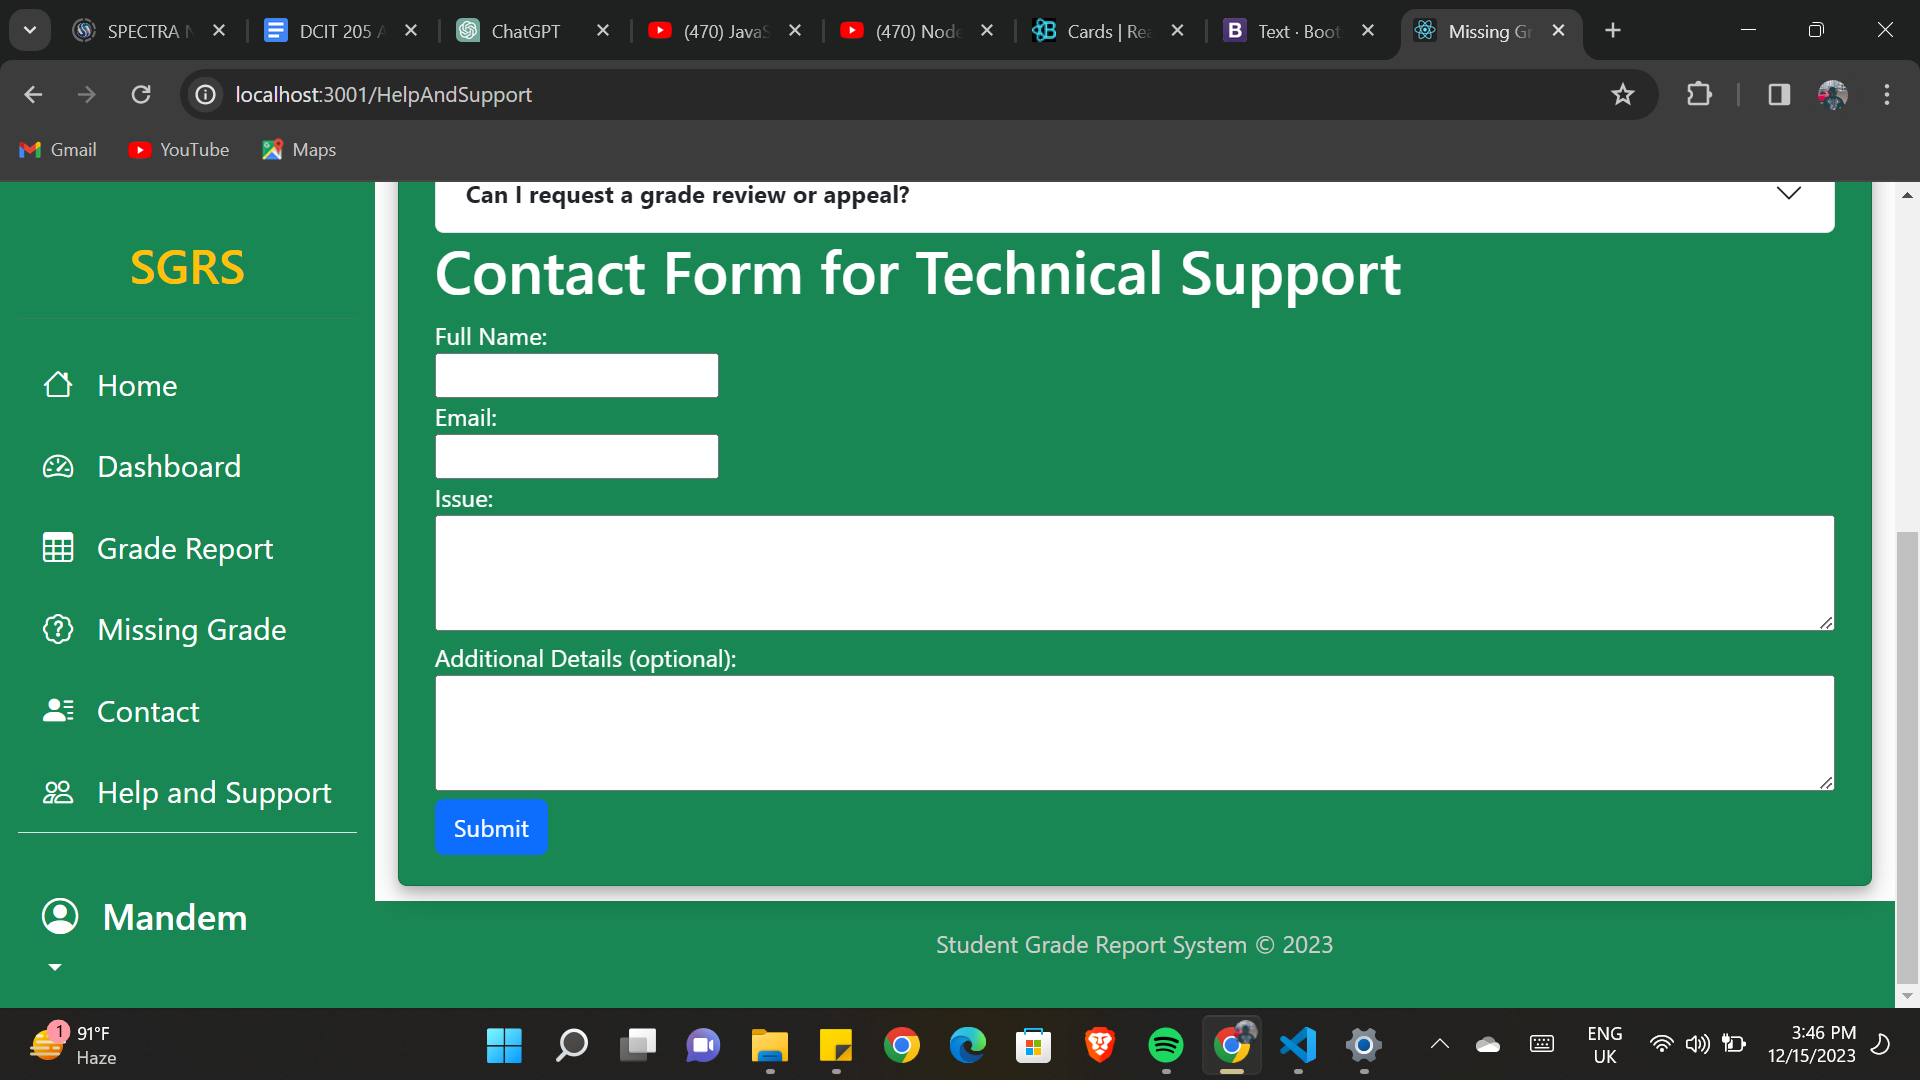 SPECTRA
DCIT 205
ChatGPT
(470) JavaS
(470) Node
Cards | Rea
Text · Boot
Missing Gr
localhost:3001/HelpAndSupport
Gmail
YouTube
Maps
Can I request a grade review or appeal?
SGRS
Contact Form for Technical Support
Full Name:
Home
Email:
Dashboard
Issue:
Grade Report
Missing Grade
Additional Details (optional):
Contact
Help and Support
Submit
Mandem
Student Grade Report System © 2023
1
91°F
Haze
ENG
UK
3:46 PM
12/15/2023